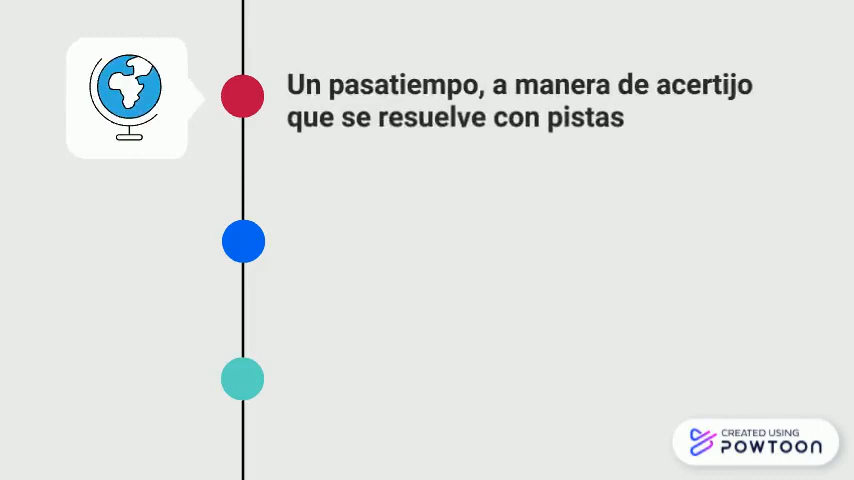 Un pasatiempo, a manera de acertijo
que se resuelve con pistas
CREATED USING
POWTOON